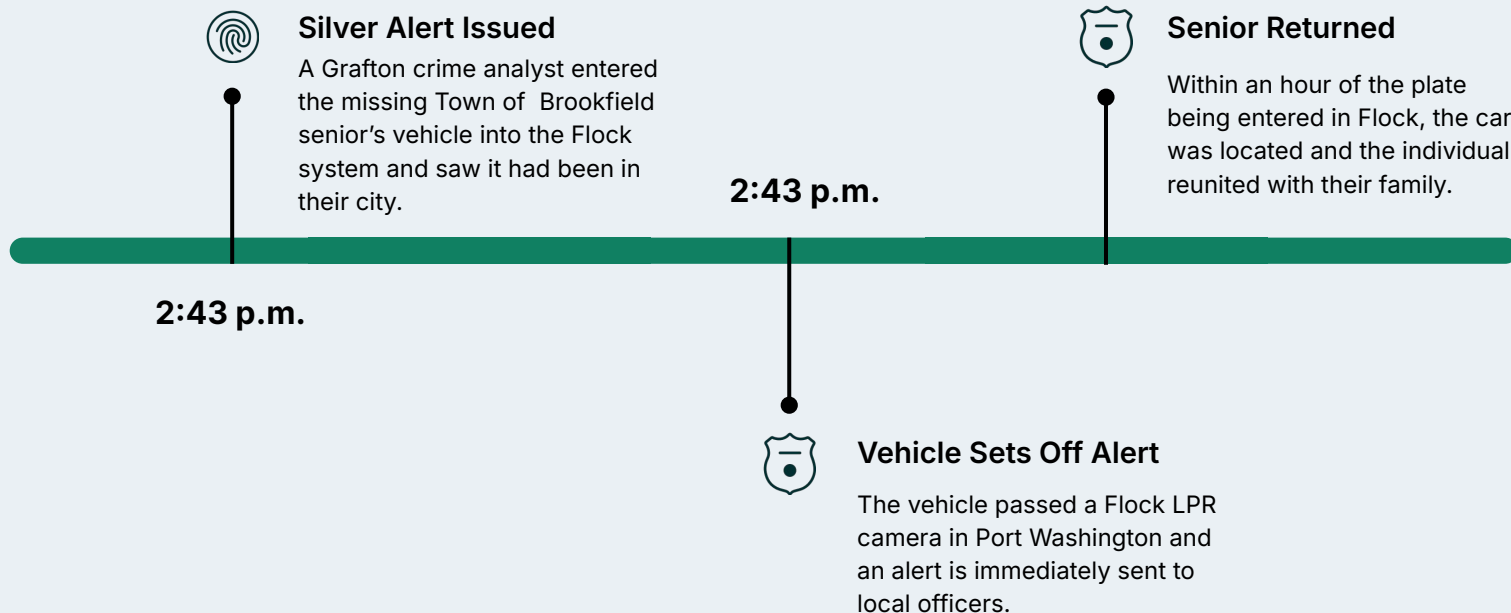 Silver Alert Issued
A Grafton crime analyst entered
the missing Town of  Brookfield
senior’s vehicle into the Flock
system and saw it had been in
their city.
2:43 p.m.
2:43 p.m.
Vehicle Sets Off Alert
The vehicle passed a Flock LPR
camera in Port Washington and
an alert is immediately sent to
local officers.
Senior Returned
Within an hour of the plate
being entered in Flock, the car
was located and the individual
reunited with their family.